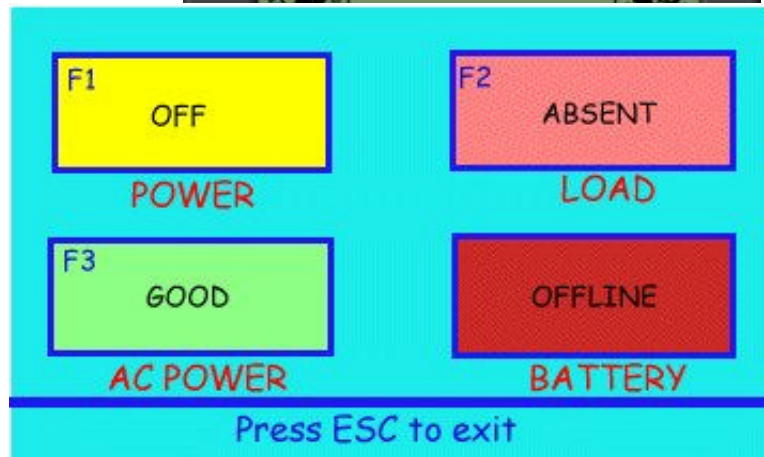 F1
OFF
POWER
F2
ABSENT
LOAD
F3
GOOD
AC POWER
OFFLINE
BATTERY
Press ESC to exit